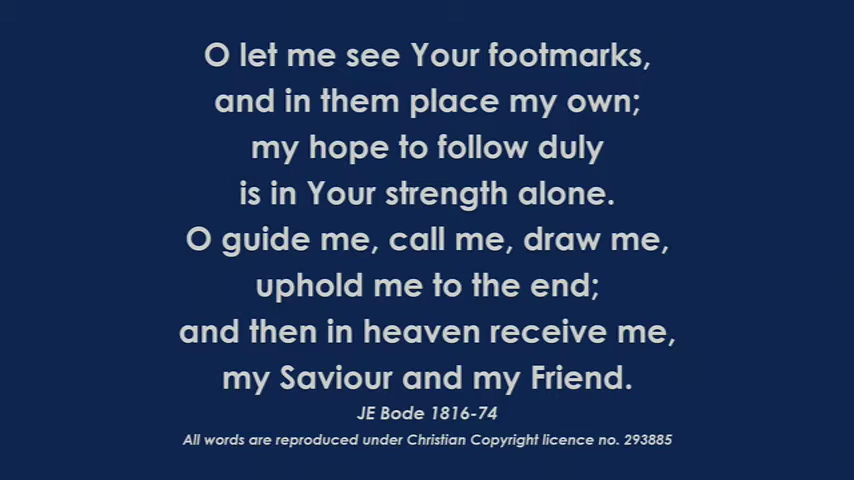 O let me see Your footmarks,
and in them place my own;
my hope to follow duly
is in Your strength alone.
O guide me, call me, draw me,
uphold me to the end;
and then in heaven receive me,
my Saviour and my Friend.
JE Bode 1816-74
All words are reproduced under Christian Copyright licence no. 293885